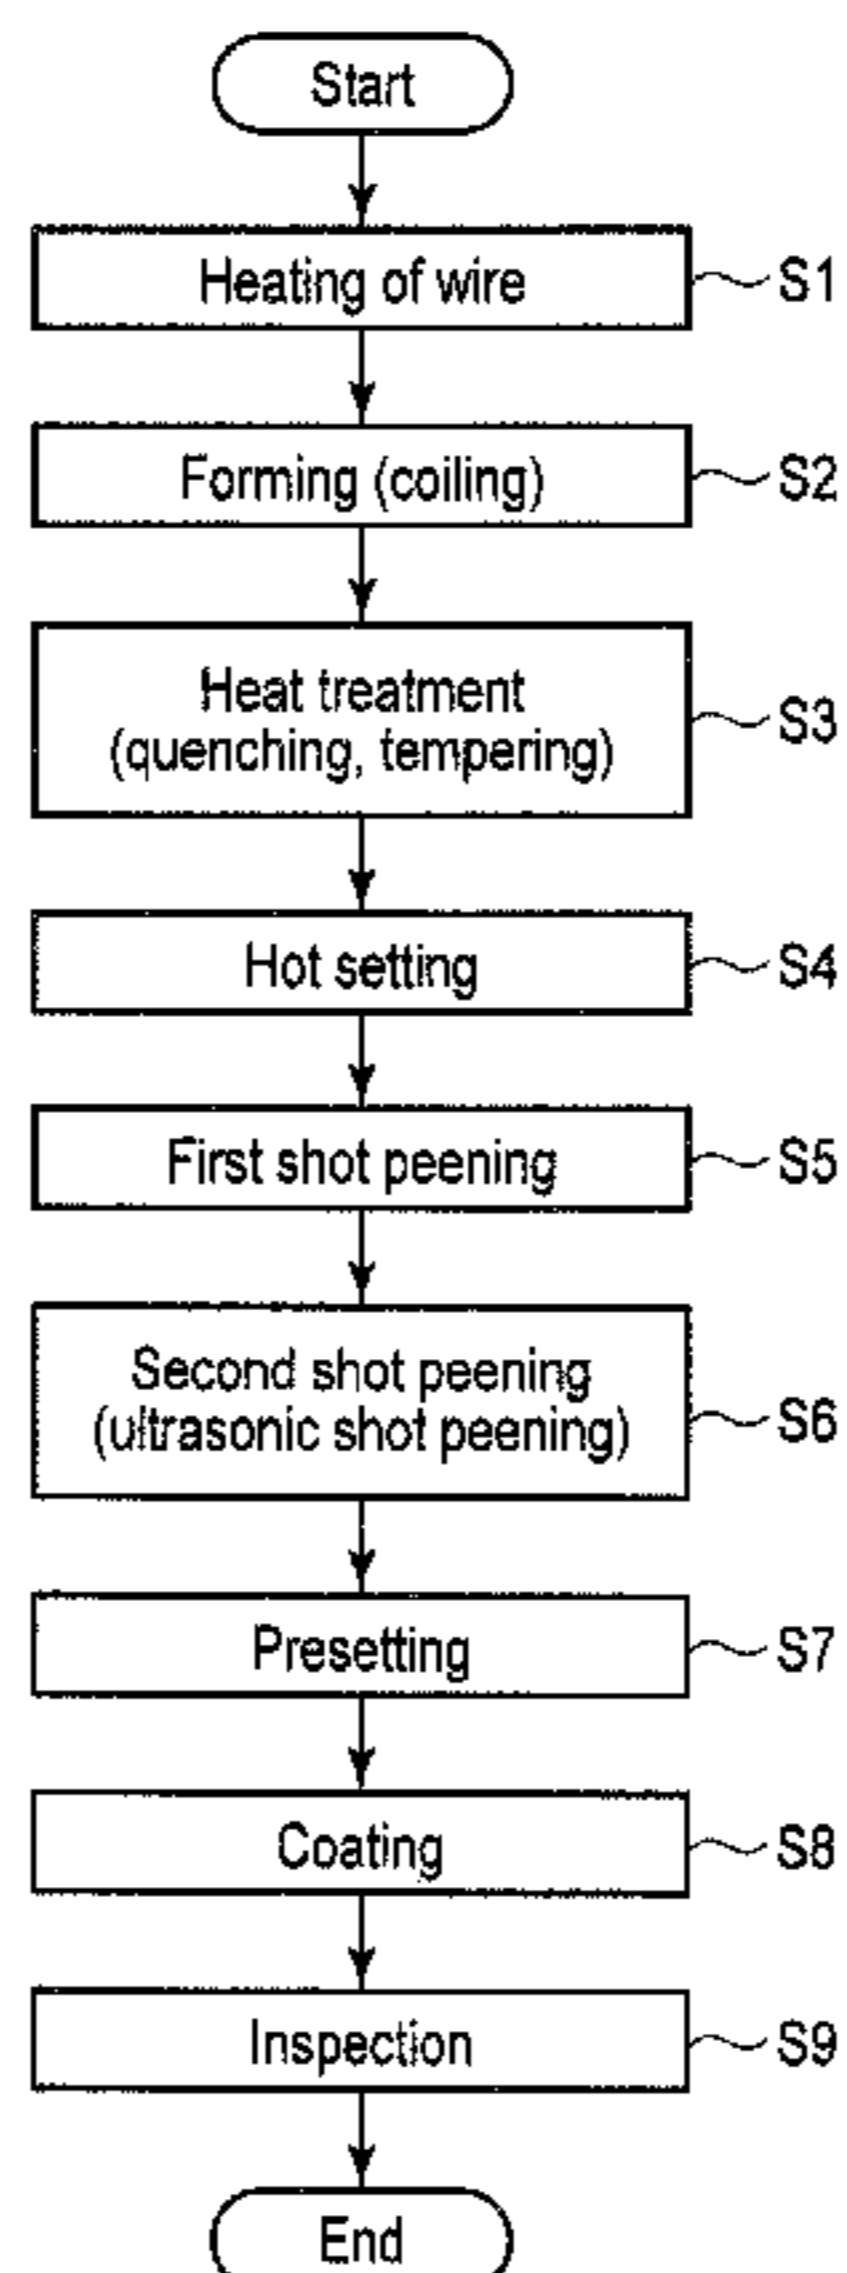 Start
Heating of wire
S1
Forming (coiling)
S2
Heat treatment
(quenching, tempering)
S3
Hot setting
S4
First shot peening
S5
Second shot peening
(ultrasonic shot peening)
S6
Presetting
S7
Coating
S8
Inspection
S9
End